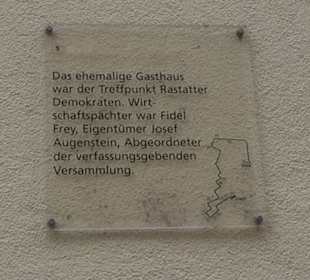 Das ehemalige Gasthaus
war der Treffpunkt Rastatter
Demokraten. Wirt-
schaftspächter war Fidel
Frey, Eigentümer Josef
Augenstein, Abgeordneter
der verfassungsgebenden
Versammlung.